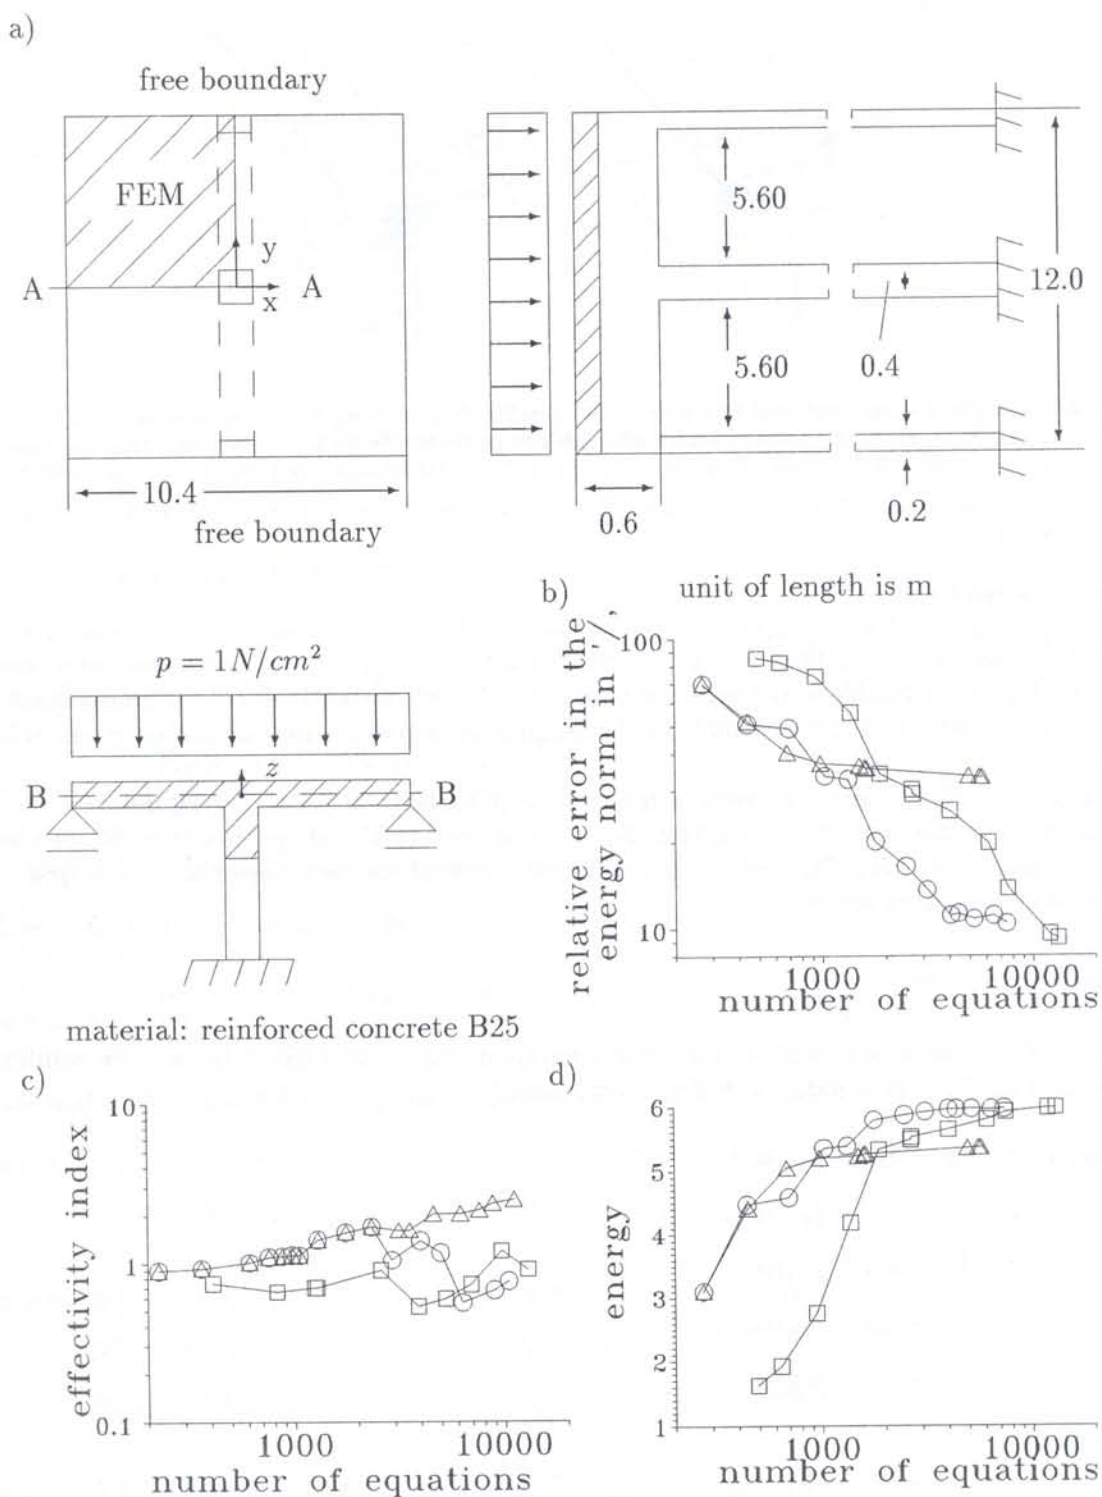 a)
free boundary
FEM
y
A
A
x
10.4
free boundary
5.60
12.0
5.60
0.4
0.6
0.2
unit of length is m
p = 1N/cm²
z
B
B
material: reinforced concrete B25
b)
relative error in the
energy norm in
100
10
1000
10000
number of equations
c)
effectivity index
10
1
0.1
1000
10000
number of equations
d)
energy
6
5
4
3
2
1
1000
10000
number of equations